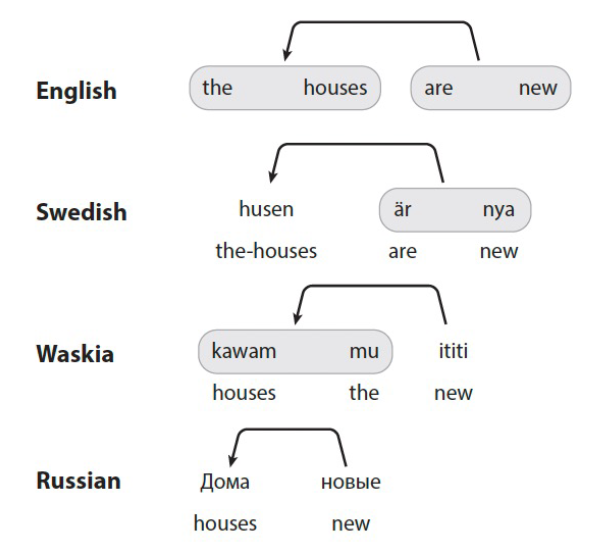 English the houses are new
Swedish husen är nya
the-houses are new
Waskia kawam mu ititi
houses the new
Russian Дома новые
houses new